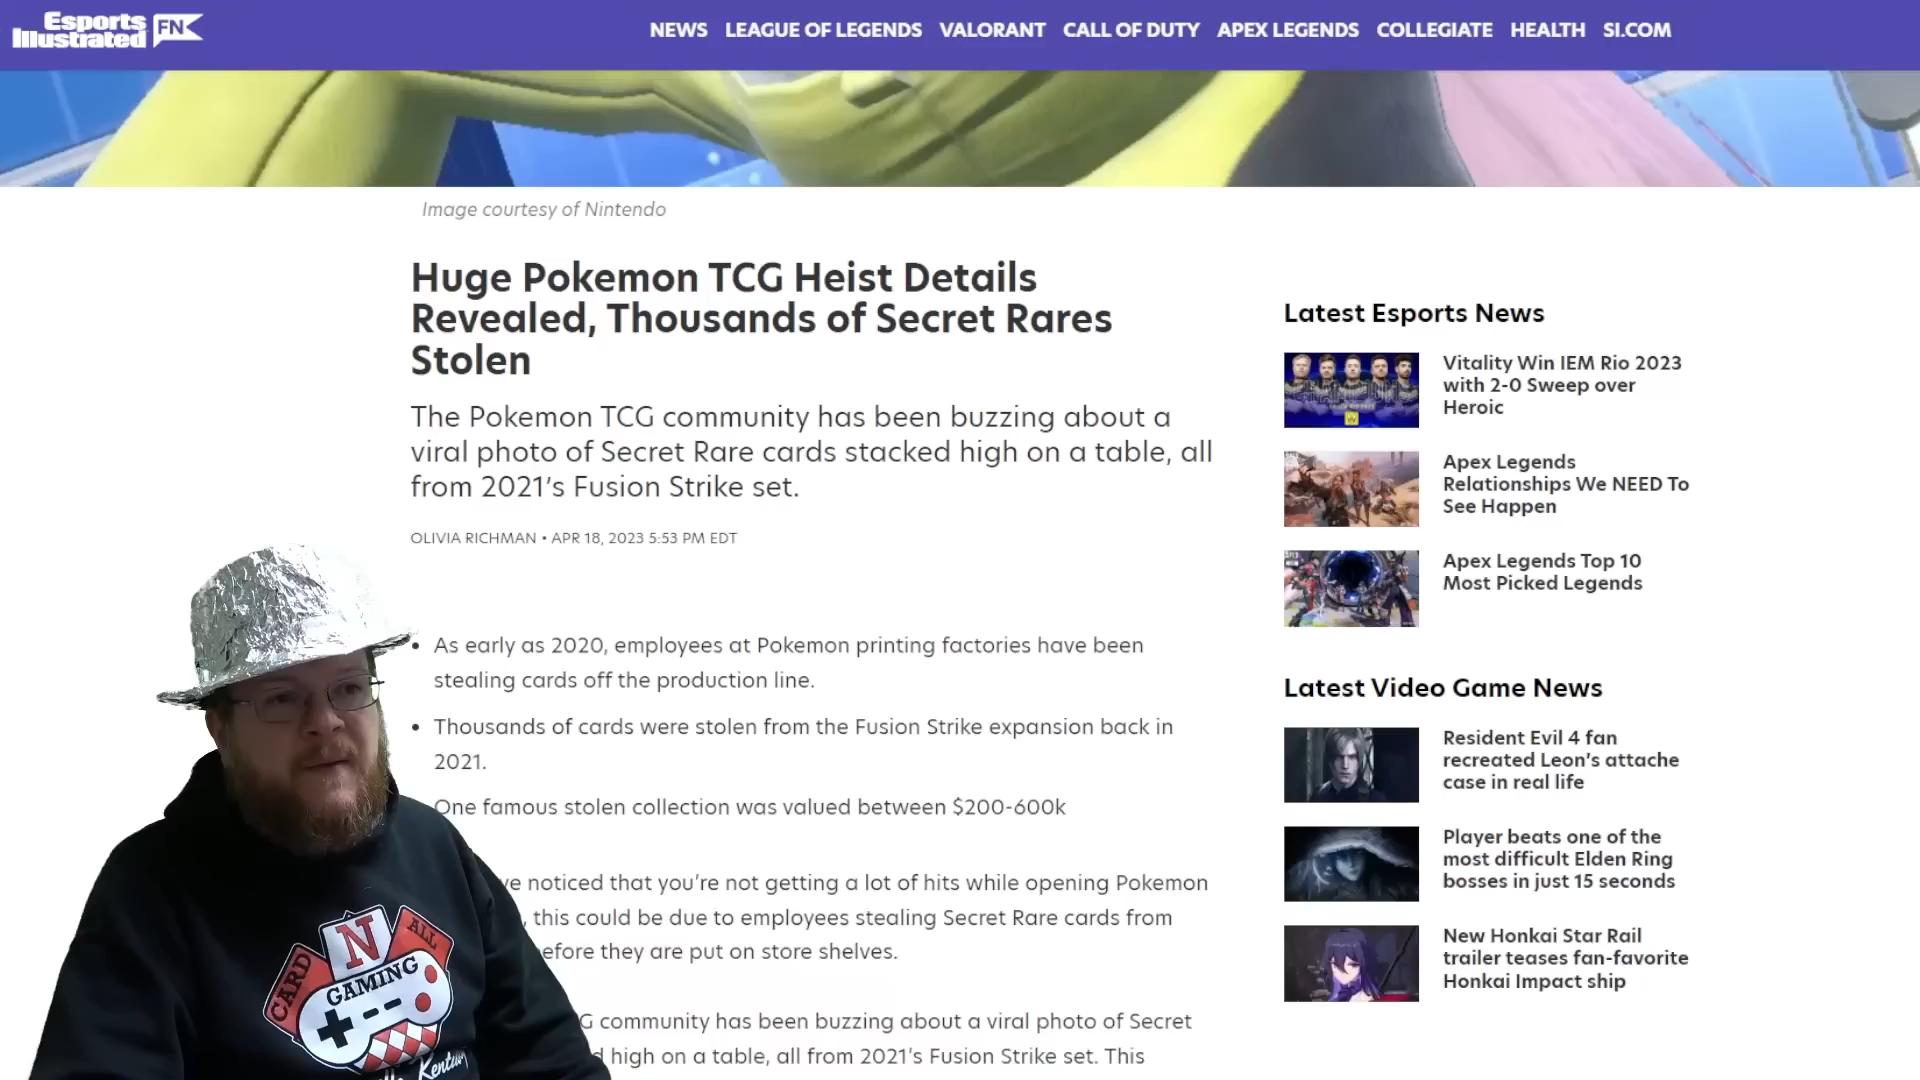 Esports
Illustrated FN
NEWS LEAGUE OF LEGENDS VALORANT CALL OF DUTY APEX LEGENDS COLLEGIATE HEALTH SI.COM
Image courtesy of Nintendo
Huge Pokemon TCG Heist Details
Revealed, Thousands of Secret Rares
Stolen
The Pokemon TCG community has been buzzing about a
viral photo of Secret Rare cards stacked high on a table, all
from 2021's Fusion Strike set.
OLIVIA RICHMAN • APR 18, 2023 5:53 PM EDT
• As early as 2020, employees at Pokemon printing factories have been
stealing cards off the production line.
• Thousands of cards were stolen from the Fusion Strike expansion back in
2021.
One famous stolen collection was valued between $200-600k
ve noticed that you're not getting a lot of hits while opening Pokemon
, this could be due to employees stealing Secret Rare cards from
efore they are put on store shelves.
G community has been buzzing about a viral photo of Secret
d high on a table, all from 2021's Fusion Strike set. This
Latest Esports News
Vitality Win IEM Rio 2023
with 2-0 Sweep over
Heroic
Apex Legends
Relationships We NEED To
See Happen
Apex Legends Top 10
Most Picked Legends
Latest Video Game News
Resident Evil 4 fan
recreated Leon's attache
case in real life
Player beats one of the
most difficult Elden Ring
bosses in just 15 seconds
New Honkai Star Rail
trailer teases fan-favorite
Honkai Impact ship
CARD
N
ALL
GAMING